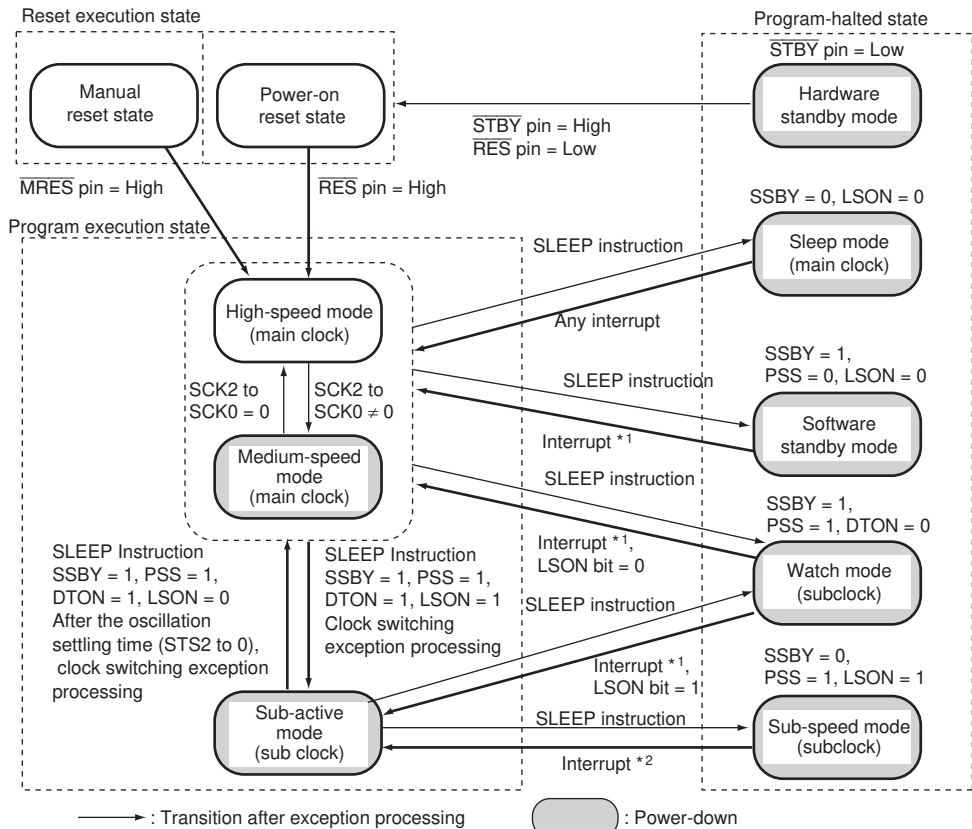 Reset execution state
Program-halted state
STBY pin = Low
Manual
reset state
Power-on
reset state
Hardware
standby mode
STBY pin = High
RES pin = Low
MRES pin = High
RES pin = High
SSBY = 0, LSON = 0
Program execution state
SLEEP instruction
Sleep mode
(main clock)
High-speed mode
(main clock)
Any interrupt
SSBY = 1,
PSS = 0, LSON = 0
SCK2 to
SCK0 = 0
SCK2 to
SCK0 ≠ 0
SLEEP instruction
Software
standby mode
Interrupt *1
Medium-speed
mode
(main clock)
SLEEP instruction
SSBY = 1,
PSS = 1, DTON = 0
Interrupt *1,
LSON bit = 0
Watch mode
(subclock)
SLEEP Instruction
SSBY = 1, PSS = 1,
DTON = 1, LSON = 0
After the oscillation
settling time (STS2 to 0),
clock switching exception
processing
SLEEP Instruction
SSBY = 1, PSS = 1,
DTON = 1, LSON = 1
Clock switching
exception processing
SLEEP instruction
Interrupt *1,
LSON bit = 1
SSBY = 0,
PSS = 1, LSON = 1
Sub-active
mode
(sub clock)
SLEEP instruction
Sub-speed mode
(subclock)
Interrupt *2
: Transition after exception processing
: Power-down